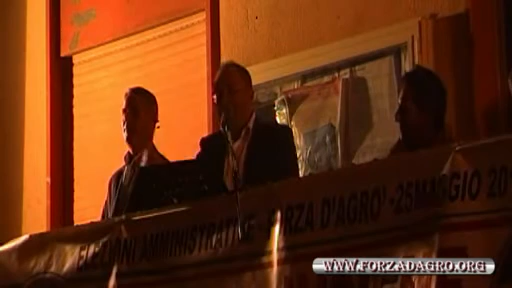 ELEZIONI AMMINISTRATIVE - FORZA D'AGRO' - 25 MAGGIO 20
WWW.FORZADAGRO.ORG